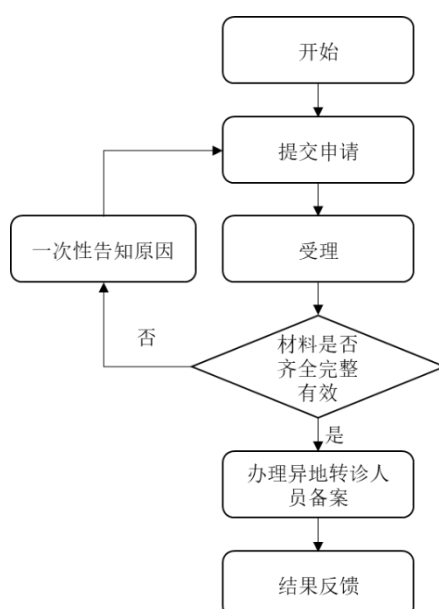 开始
提交申请
一次性告知原因
受理
否
材料是否
齐全完整
有效
是
办理异地转诊人
员备案
结果反馈